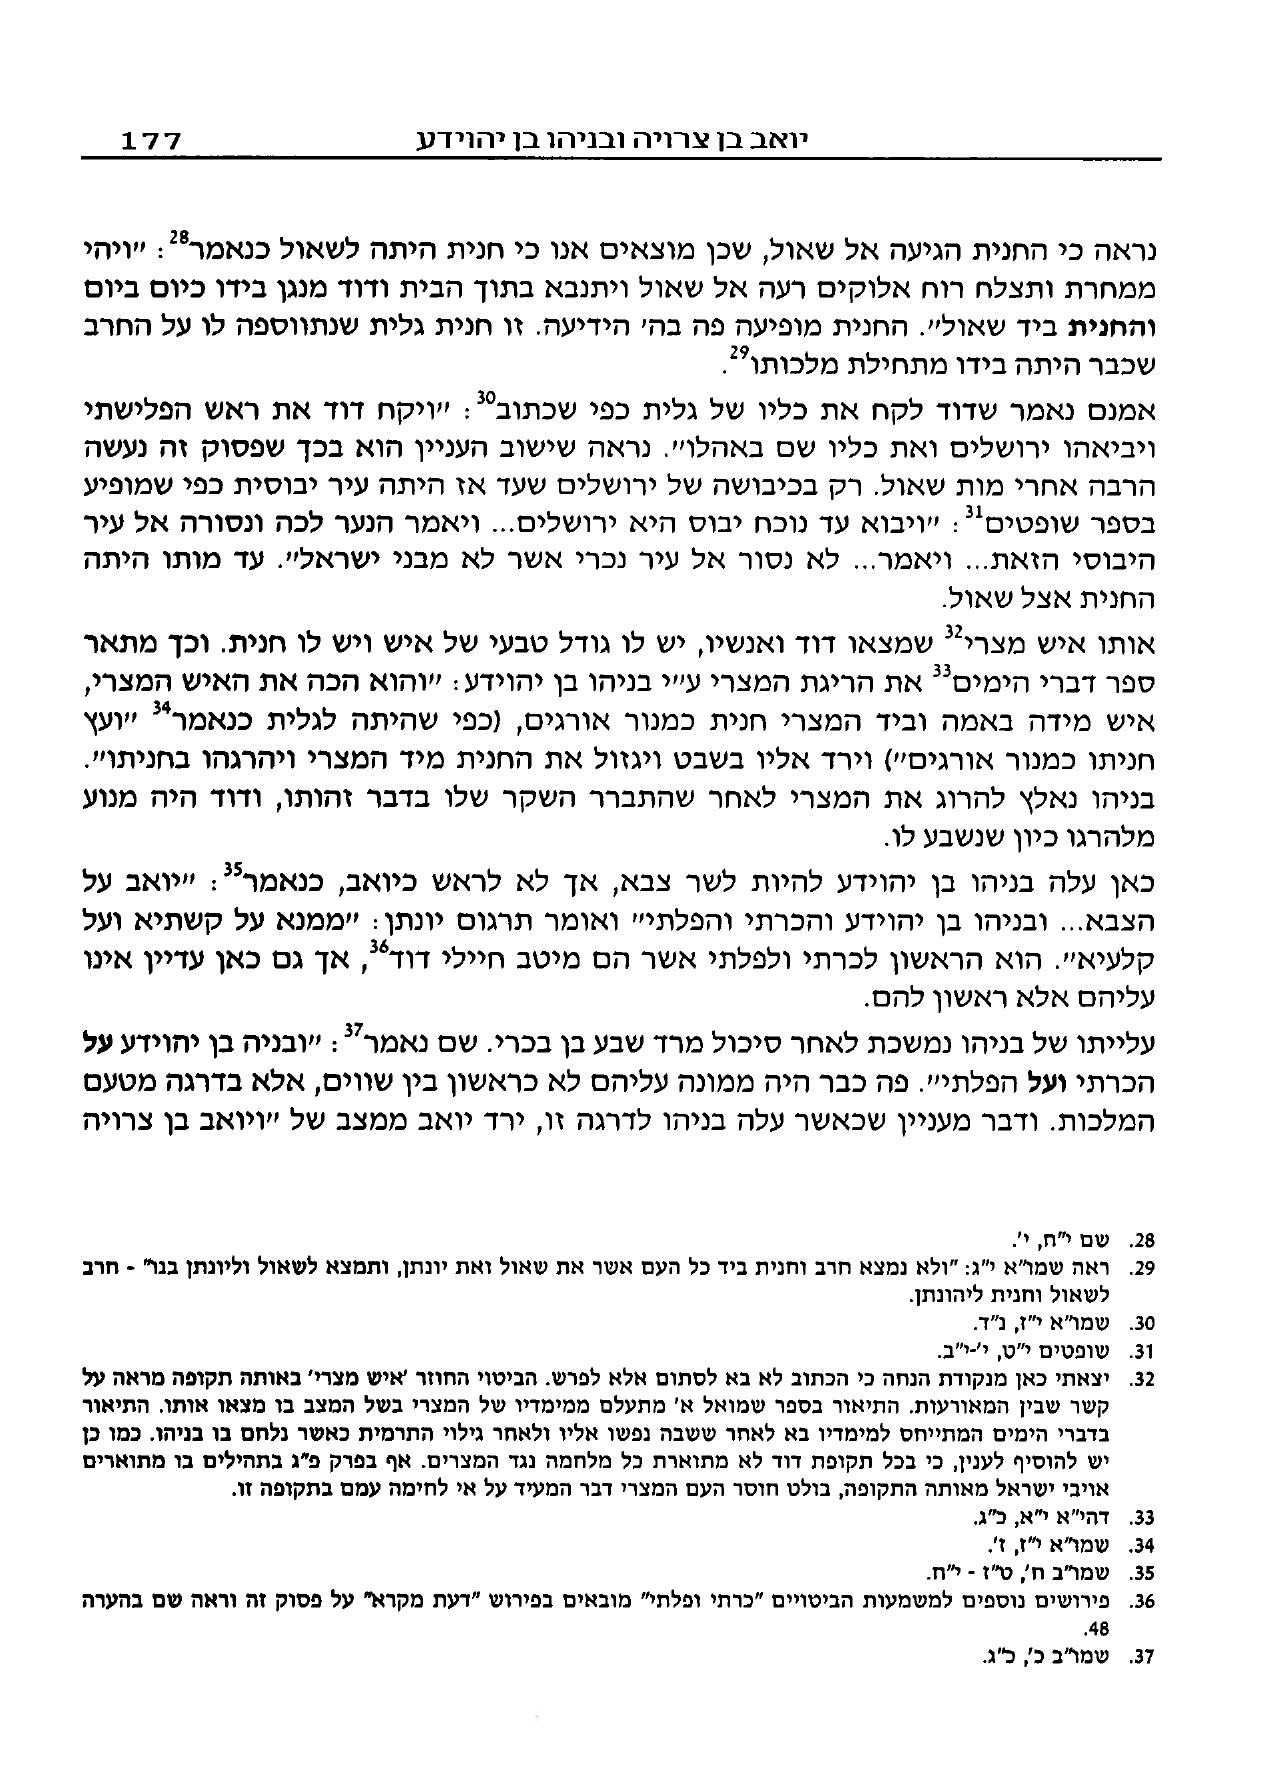 יואב בן צרויה ובניהו בן יהוידע 177
נראה כי החנית הגיעה אל שאול, שכן מוצאים אנו כי חנית היתה לשאול כנאמר28: "ויהי
ממחרת ותצלח רוח אלוקים רעה אל שאול ויתנבא בתוך הבית ודוד מנגן בידו כיום ביום
והחנית ביד שאול". החנית מופיעה פה בה' הידיעה. זו חנית גלית שנתווספה לו על החרב
שכבר היתה בידו מתחילת מלכותו29.
אמנם נאמר שדוד לקח את כליו של גלית כפי שכתוב30: "ויקח דוד את ראש הפלישתי
ויביאהו ירושלים ואת כליו שם באהלו". נראה שישוב העניין הוא בכך שפסוק זה נעשה
הרבה אחרי מות שאול. רק בכיבושה של ירושלים שעד אז היתה עיר יבוסית כפי שמופיע
בספר שופטים31: "ויבוא עד נוכח יבוס היא ירושלים... ויאמר הנער לכה ונסורה אל עיר
היבוסי הזאת... ויאמר... לא נסור אל עיר נכרי אשר לא מבני ישראל". עד מותו היתה
החנית אצל שאול.
אותו איש מצרי32 שמצאו דוד ואנשיו, יש לו גודל טבעי של איש ויש לו חנית. וכך מתאר
ספר דברי הימים33 את הריגת המצרי ע"י בניהו בן יהוידע: "והוא הכה את האיש המצרי,
איש מידה באמה וביד המצרי חנית כמנור אורגים, (כפי שהיתה לגלית כנאמר34 "ועץ
חניתו כמנור אורגים") וירד אליו בשבט ויגזול את החנית מיד המצרי ויהרגהו בחניתו".
בניהו נאלץ להרוג את המצרי לאחר שהתברר השקר שלו בדבר זהותו, ודוד היה מנוע
מלהרגו כיון שנשבע לו.
כאן עלה בניהו בן יהוידע להיות לשר צבא, אך לא לראש כיואב, כנאמר35: "יואב על
הצבא... ובניהו בן יהוידע והכרתי והפלתי" ואומר תרגום יונתן: "ממנא על קשתיא ועל
קלעיא". הוא הראשון לכרתי ולפלתי אשר הם מיטב חיילי דוד36, אך גם כאן עדיין אינו
עליהם אלא ראשון להם.
עלייתו של בניהו נמשכת לאחר סיכול מרד שבע בן בכרי. שם נאמר37: "ובניה בן יהוידע על
הכרתי ועל הפלתי". פה כבר היה ממונה עליהם לא כראשון בין שווים, אלא בדרגה מטעם
המלכות. ודבר מעניין שכאשר עלה בניהו לדרגה זו, ירד יואב ממצב של "ויואב בן צרויה
28. שם י"ח, י'.
29. ראה שמו"א י"ג: "ולא נמצא חרב וחנית ביד כל העם אשר את שאול ואת יונתן, ותמצא לשאול וליונתן בנו" - חרב
לשאול וחנית ליהונתן.
30. שמו"א י"ז, נ"ד.
31. שופטים י"ט, י'-י"ב.
32. יצאתי כאן מנקודת הנחה כי הכתוב לא בא לסתום אלא לפרש. הביטוי החוזר 'איש מצרי' באותה תקופה מראה על
קשר שבין המאורעות. התיאור בספר שמואל א' מתעלם ממימדיו של המצרי בשל המצב בו מצאו אותו. התיאור
בדברי הימים המתייחס למימדיו בא לאחר ששבה נפשו אליו ולאחר גילוי התרמית כאשר נלחם בו בניהו. כמו כן
יש להוסיף לענין, כי בכל תקופת דוד לא מתוארת כל מלחמה נגד המצרים. אף בפרק פ"ג בתהילים בו מתוארים
אויבי ישראל מאותה התקופה, בולט חוסר העם המצרי דבר המעיד על אי לחימה עמם בתקופה זו.
33. דהי"א י"א, כ"ג.
34. שמו"א י"ז, ז'.
35. שמו"ב ח', ט"ז - י"ח.
36. פירושים נוספים למשמעות הביטויים "כרתי ופלתי" מובאים בפירוש "דעת מקרא" על פסוק זה וראה שם בהערה
48.
37. שמו"ב כ', כ"ג.